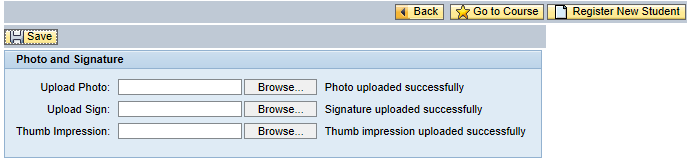 Back Go to Course Register New Student
Save
Photo and Signature
Upload Photo: Browse... Photo uploaded successfully
Upload Sign: Browse... Signature uploaded successfully
Thumb Impression: Browse... Thumb impression uploaded successfully